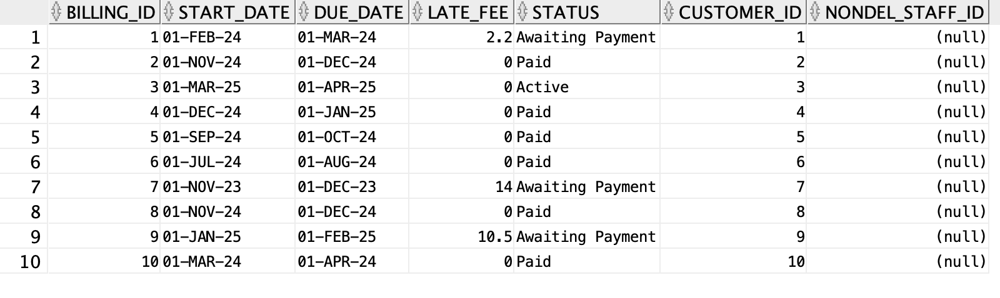 BILLING_ID START_DATE DUE_DATE LATE_FEE STATUS CUSTOMER_ID NONDEL_STAFF_ID
1 1 01-FEB-24 01-MAR-24 2.2 Awaiting Payment 1 (null)
2 2 01-NOV-24 01-DEC-24 0 Paid 2 (null)
3 3 01-MAR-25 01-APR-25 0 Active 3 (null)
4 4 01-DEC-24 01-JAN-25 0 Paid 4 (null)
5 5 01-SEP-24 01-OCT-24 0 Paid 5 (null)
6 6 01-JUL-24 01-AUG-24 0 Paid 6 (null)
7 7 01-NOV-23 01-DEC-23 14 Awaiting Payment 7 (null)
8 8 01-NOV-24 01-DEC-24 0 Paid 8 (null)
9 9 01-JAN-25 01-FEB-25 10.5 Awaiting Payment 9 (null)
10 10 01-MAR-24 01-APR-24 0 Paid 10 (null)